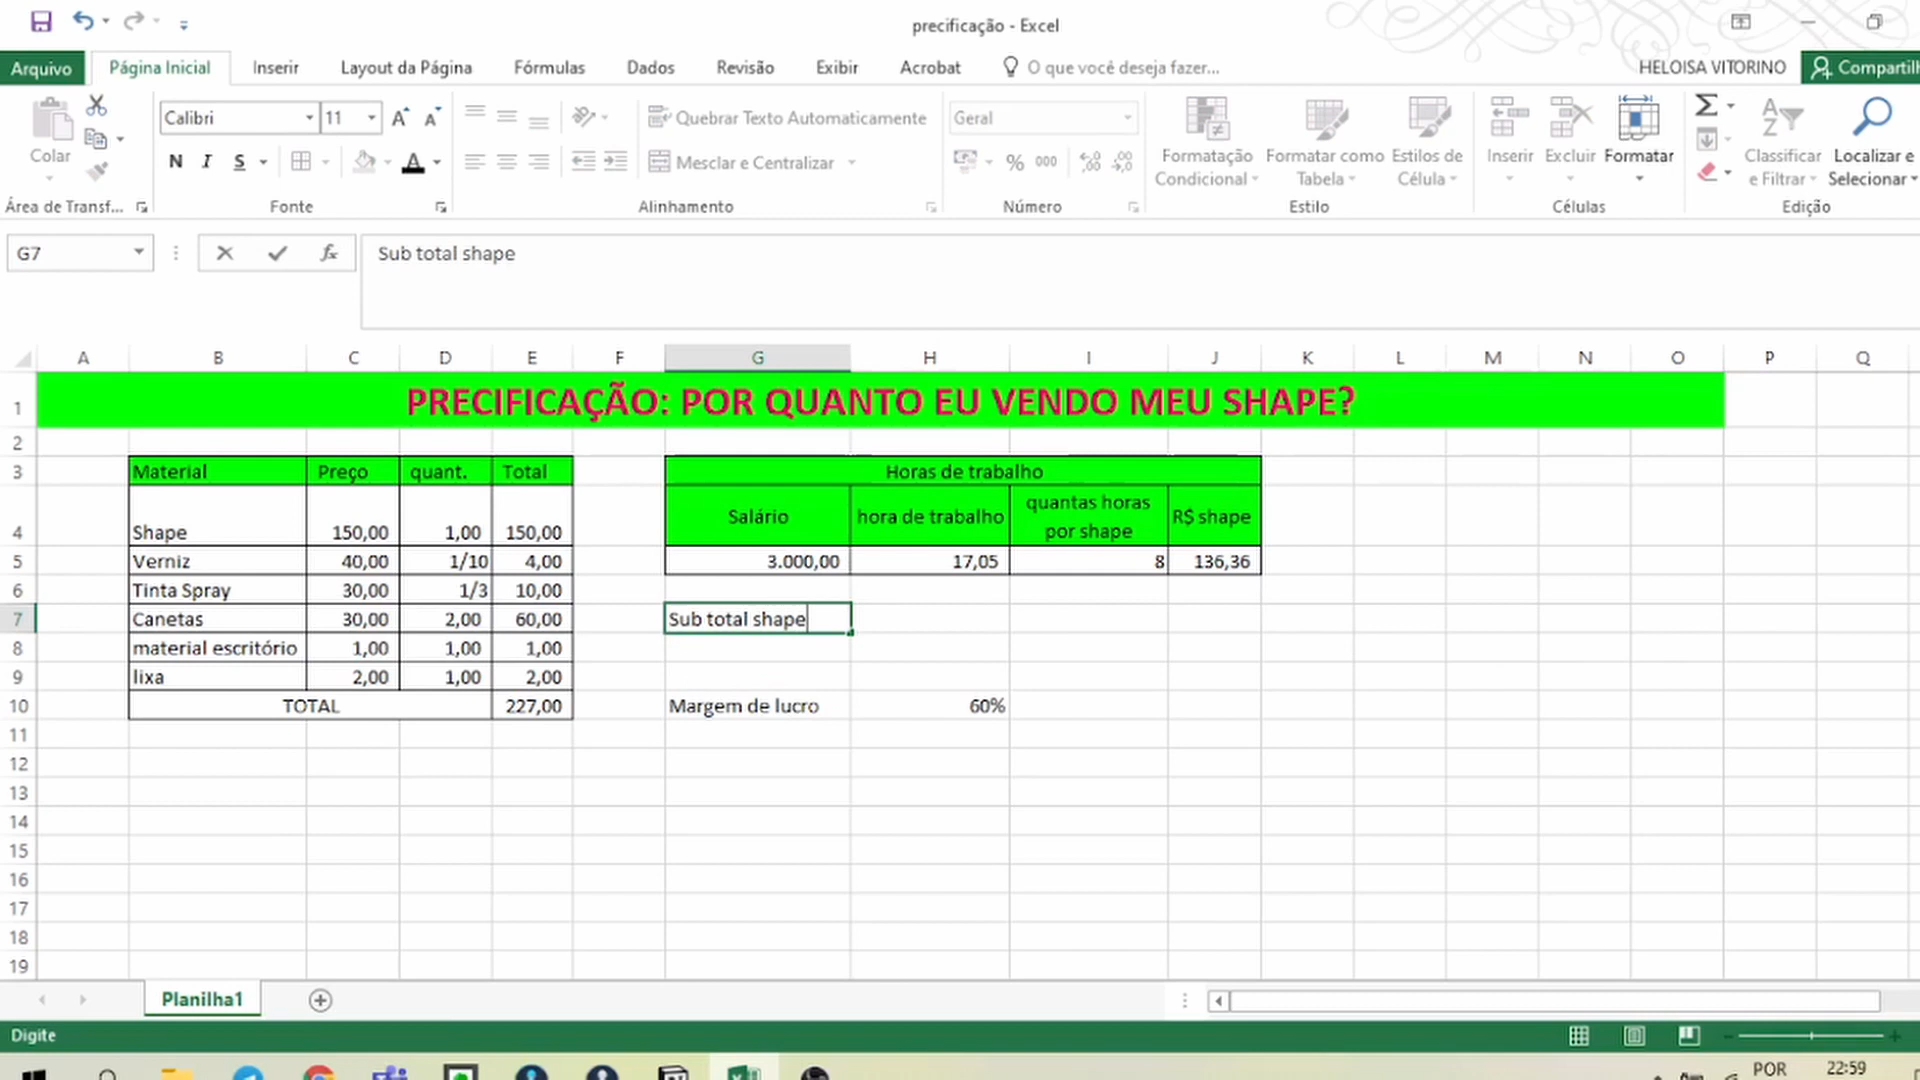 precificação - Excel
Arquivo Página Inicial Inserir Layout da Página Fórmulas Dados Revisão Exibir Acrobat O que você deseja fazer... HELOISA VITORINO
Calibri 11 Quebrar Texto Automaticamente Geral
Colar N I S Mesclar e Centralizar % 000 Formatação Condicional Formatar como Tabela Estilos de Célula Inserir Excluir Formatar Classificar e Filtrar Localizar e Selecionar
Área de Transf... Fonte Alinhamento Número Estilo Células Edição
G7 fx Sub total shape
A B C D E F G H I J K L M N O P Q
1 PRECIFICAÇÃO: POR QUANTO EU VENDO MEU SHAPE?
2
3 Material Preço quant. Total Horas de trabalho
4 Shape 150,00 1,00 150,00 Salário hora de trabalho quantas horas por shape R$ shape
5 Verniz 40,00 1/10 4,00 3.000,00 17,05 8 136,36
6 Tinta Spray 30,00 1/3 10,00
7 Canetas 30,00 2,00 60,00 Sub total shape
8 material escritório 1,00 1,00 1,00
9 lixa 2,00 1,00 2,00
10 TOTAL 227,00 Margem de lucro 60%
11
12
13
14
15
16
17
18
19
Planilha1
Digite
POR 22:59